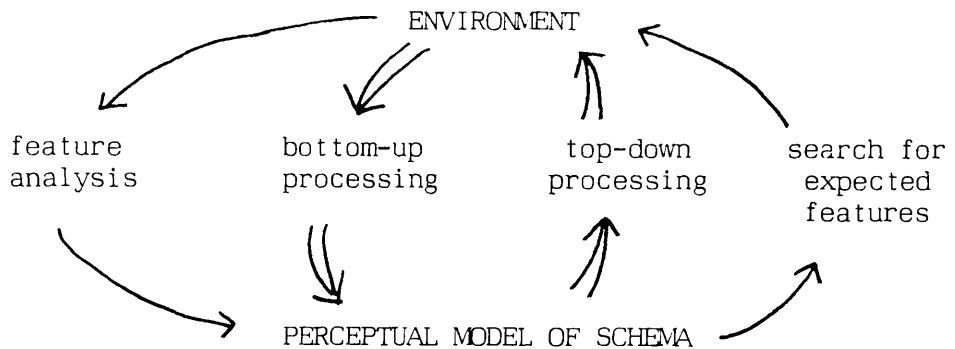 ENVIRONMENT
feature
analysis
bottom-up
processing
top-down
processing
search for
expected
features
PERCEPTUAL MODEL OF SCHEMA